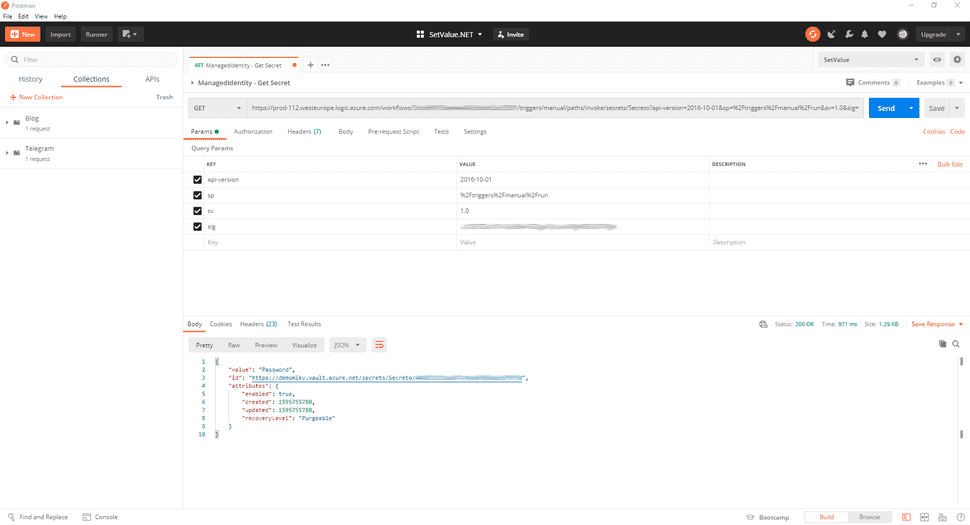 Postman
File Edit View Help
New Import Runner SetValue.NET Invite Upgrade
Filter
GET ManagedIdentity - Get Secret
SetValue
History Collections APIs
ManagedIdentity - Get Secret
Comments 0 Examples 0
New Collection Trash
GET https://prod-112.westeurope.logic.azure.com/workflows/ /triggers/manual/paths/invoke/secrets/Secreto?api-version=2016-10-01&sp=%2Ftriggers%2Fmanual%2Frun&sv=1.0&sig= Send Save
Blog
1 request
Params Authorization Headers (7) Body Pre-request Script Tests Settings Cookies Code
Telegram
1 request
Query Params
KEY VALUE DESCRIPTION Bulk Edit
api-version 2016-10-01
sp %2Ftriggers%2Fmanual%2Frun
sv 1.0
sig
Key Value Description
Body Cookies Headers (23) Test Results Status: 200 OK Time: 971 ms Size: 1.29 KB Save Response
Pretty Raw Preview Visualize JSON
1 {
2 "value": "Password",
3 "id": "https://demomikv.vault.azure.net/secrets/Secreto/ ",
4 "attributes": {
5 "enabled": true,
6 "created": 1595755780,
7 "updated": 1595755780,
8 "recoveryLevel": "Purgeable"
9 }
10 }
Find and Replace Console Bootcamp Build Browse